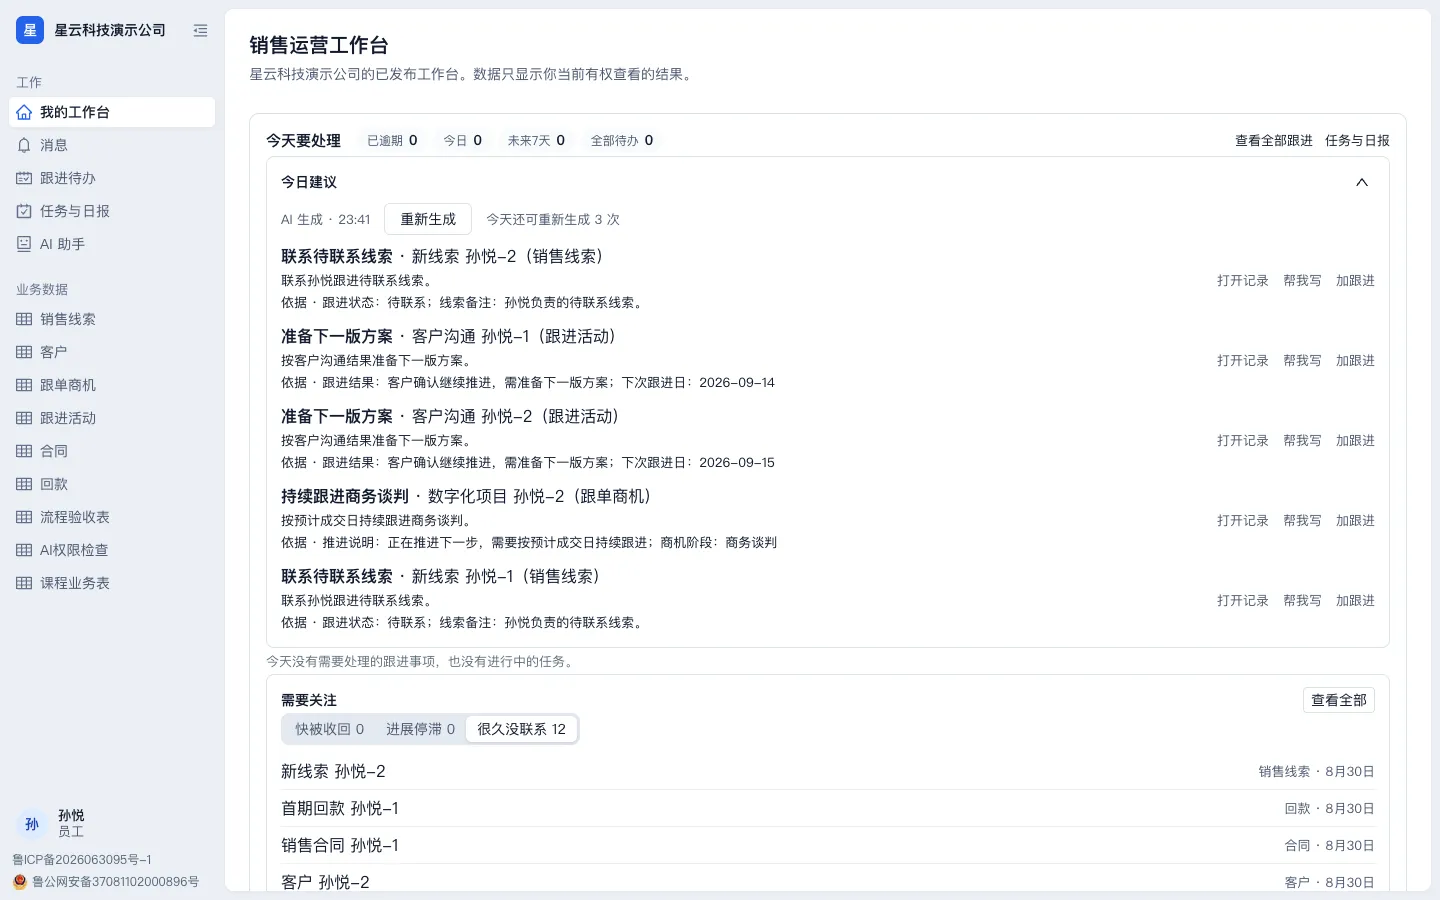 星 星云科技演示公司
工作
我的工作台
消息
跟进待办
任务与日报
AI 助手
业务数据
销售线索
客户
跟单商机
跟进活动
合同
回款
流程验收表
AI权限检查
课程业务表
孙 孙悦
员工
鲁ICP备2026063095号-1
鲁公网安备37081102000896号
销售运营工作台
星云科技演示公司的已发布工作台。数据只显示你当前有权查看的结果。
今天要处理 已逾期 0 今日 0 未来7天 0 全部待办 0 查看全部跟进 任务与日报
今日建议
AI 生成 · 23:41 重新生成 今天还可重新生成 3 次
联系待联系线索 · 新线索 孙悦-2（销售线索）
联系孙悦跟进待联系线索。 打开记录 帮我写 加跟进
依据 · 跟进状态：待联系；线索备注：孙悦负责的待联系线索。
准备下一版方案 · 客户沟通 孙悦-1（跟进活动）
按客户沟通结果准备下一版方案。 打开记录 帮我写 加跟进
依据 · 跟进结果：客户确认继续推进，需准备下一版方案；下次跟进日：2026-09-14
准备下一版方案 · 客户沟通 孙悦-2（跟进活动）
按客户沟通结果准备下一版方案。 打开记录 帮我写 加跟进
依据 · 跟进结果：客户确认继续推进，需准备下一版方案；下次跟进日：2026-09-15
持续跟进商务谈判 · 数字化项目 孙悦-2（跟单商机）
按预计成交日持续跟进商务谈判。 打开记录 帮我写 加跟进
依据 · 推进说明：正在推进下一步，需要按预计成交日持续跟进；商机阶段：商务谈判
联系待联系线索 · 新线索 孙悦-1（销售线索）
联系孙悦跟进待联系线索。 打开记录 帮我写 加跟进
依据 · 跟进状态：待联系；线索备注：孙悦负责的待联系线索。
今天没有需要处理的跟进事项，也没有进行中的任务。
需要关注 查看全部
快被收回 0 进展停滞 0 很久没联系 12
新线索 孙悦-2 销售线索 · 8月30日
首期回款 孙悦-1 回款 · 8月30日
销售合同 孙悦-1 合同 · 8月30日
客户 孙悦-2 客户 · 8月30日